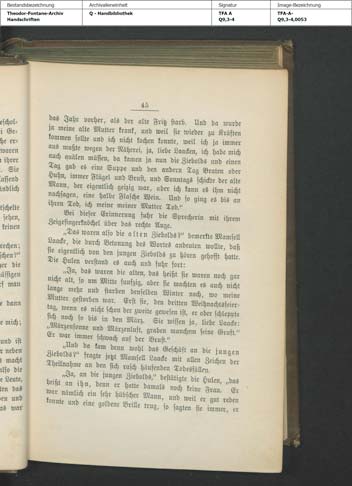 Bestandsbezeichnung
Theodor-Fontane-Archiv
Handschriften
Archivalieneinheit
Q - Handbibliothek
Signatur
TFA A
Q9,3-4
Image-Bezeichnung
TFA-A-
Q9,3-4,0053
45
das Jahr vorher, als der alte Fritz starb. Und da wurde
ja meine alte Mutter krank, und weil sie wieder zu Kräften
kommen sollte und ich nicht kochen konnte, weil ich ja immer
aus mußte wegen der Näherei, ja, liebe Laacken, ich habe mich
auch quälen müssen, da kamen ja nun die Ziebolds und einen
Tag gab es eine Suppe und den andern Tag Braten oder
Huhn, immer Flügel und Brust, und Sonntags schickte der alte
Mann, der eigentlich geizig war, aber ich kann es ihm nicht
nachsagen, eine halbe Flasche Wein. Und so ging es bis an
ihren Tod, ich meine meiner Mutter Tod."
Bei dieser Erinnerung fuhr die Sprecherin mit ihrem
Zeigefingerknöchel über das rechte Auge.
„Das waren also die alten Ziebolds?" bemerkte Mamsell
Laacke, die durch Betonung des Wortes andeuten wollte, daß
sie eigentlich von den jungen Ziebolds zu hören gehofft hatte.
Die Hulen verstand es auch und fuhr fort:
„Ja, das waren die alten, das heißt sie waren noch gar
nicht alt, so um Mitte funfzig, aber sie machten es auch nicht
lange mehr und starben denselben Winter noch, wo meine
Mutter gestorben war. Erst sie, den dritten Weihnachtsfeier-
tag, wenn es nicht schon der zweite gewesen ist, er aber schleppte
sich noch so bis in den März. Sie wissen ja, liebe Laacke:
„Märzensonne und Märzenluft, graben manchem seine Gruft."
Er war immer schwach auf der Brust."
„Und da kam denn wohl das Geschäft an die jungen
Ziebolds?" fragte jetzt Mamsell Laacke mit allen Zeichen der
Theilnahme an den sich rasch häufenden Todesfällen.
„Ja, an die jungen Ziebolds," bestätigte die Hulen, „das
heißt an ihn, denn er hatte damals noch keine Frau. Er
war nämlich ein sehr hübscher Mann, und weil er gut reden
konnte und eine goldene Brille trug, so sagten sie immer, er